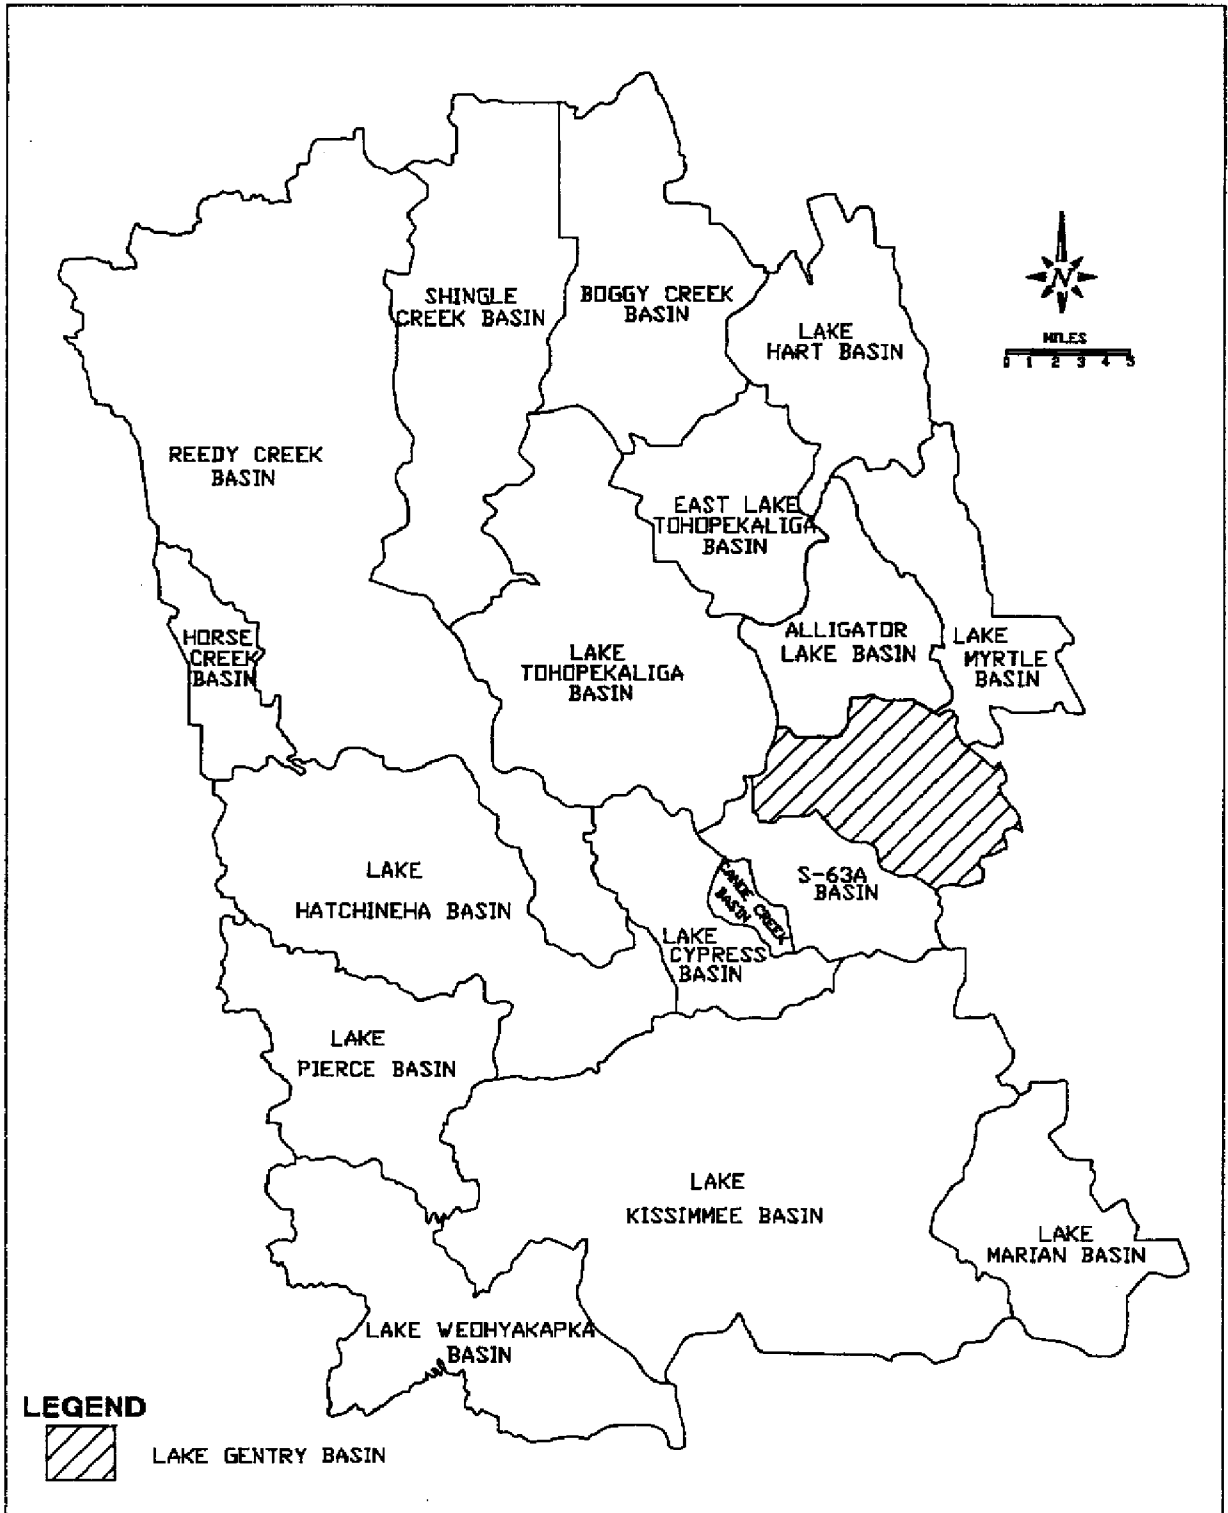 SHINGLE
CREEK BASIN
BOGGY CREEK
BASIN
LAKE
HART BASIN
N
MILES
0 1 2 3 4 5
REEDY CREEK
BASIN
EAST LAKE
TOHOPEKALIGA
BASIN
HORSE
CREEK
BASIN
LAKE
TOHOPEKALIGA
BASIN
ALLIGATOR
LAKE BASIN
LAKE
MYRTLE
BASIN
LAKE
HATCHINEHA BASIN
S-63A
BASIN
CANOE CREEK
BASIN
LAKE
CYPRESS
BASIN
LAKE
PIERCE BASIN
LAKE
KISSIMMEE BASIN
LAKE
MARIAN BASIN
LAKE WEOHYAKAPKA
BASIN
LEGEND
LAKE GENTRY BASIN